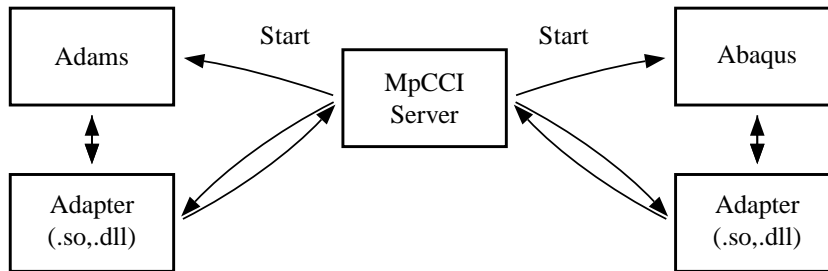 Start
Start
Adams
MpCCI
Server
Abaqus
Adapter
(.so,.dll)
Adapter
(.so,.dll)